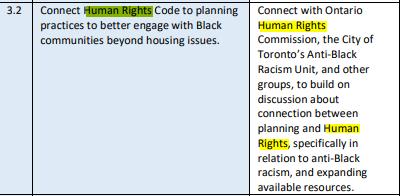 3.2
Connect Human Rights Code to planning
practices to better engage with Black
communities beyond housing issues.
Connect with Ontario
Human Rights
Commission, the City of
Toronto's Anti-Black
Racism Unit, and other
groups, to build on
discussion about
connection between
planning and Human
Rights, specifically in
relation to anti-Black
racism, and expanding
available resources.